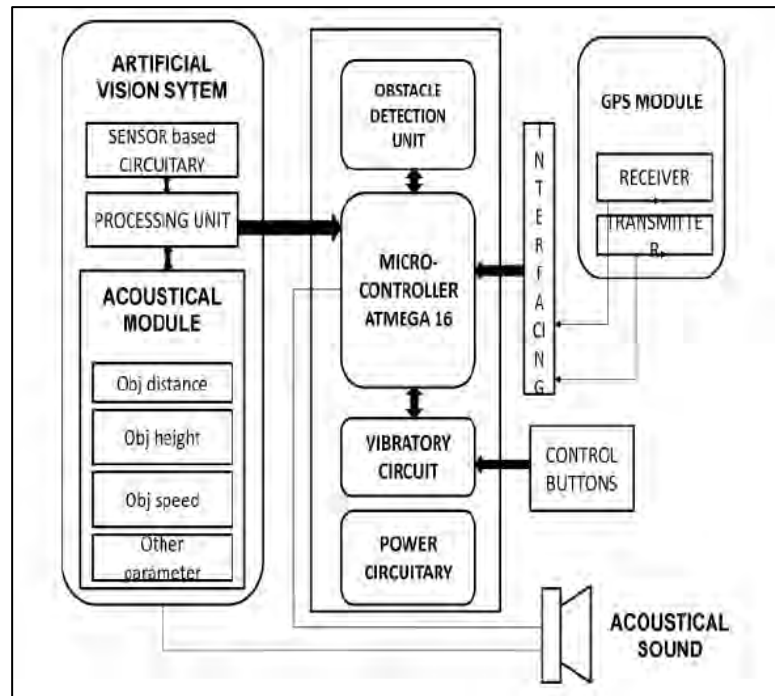 ARTIFICIAL
VISION SYTEM
SENSOR based
CIRCUITARY
PROCESSING UNIT
ACOUSTICAL
MODULE
Obj distance
Obj height
Obj speed
Other
parameter
OBSTACLE
DETECTION
UNIT
MICRO-
CONTROLLER
ATMEGA 16
VIBRATORY
CIRCUIT
POWER
CIRCUITARY
I
N
T
E
R
F
A
CI
N
G
GPS MODULE
RECEIVER
TRANSMITTE
R
CONTROL
BUTTONS
ACOUSTICAL
SOUND